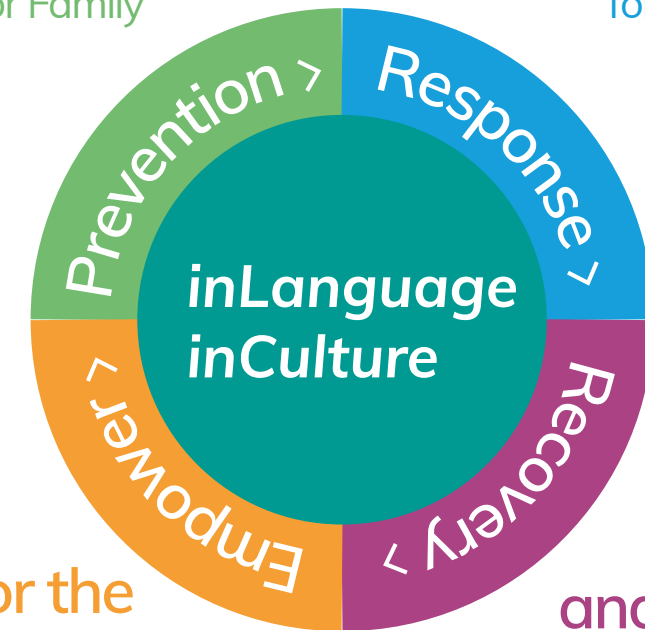 or Family
To
Prevention >
Response >
inLanguage
inCulture
Empower >
Recovery >
or the
and